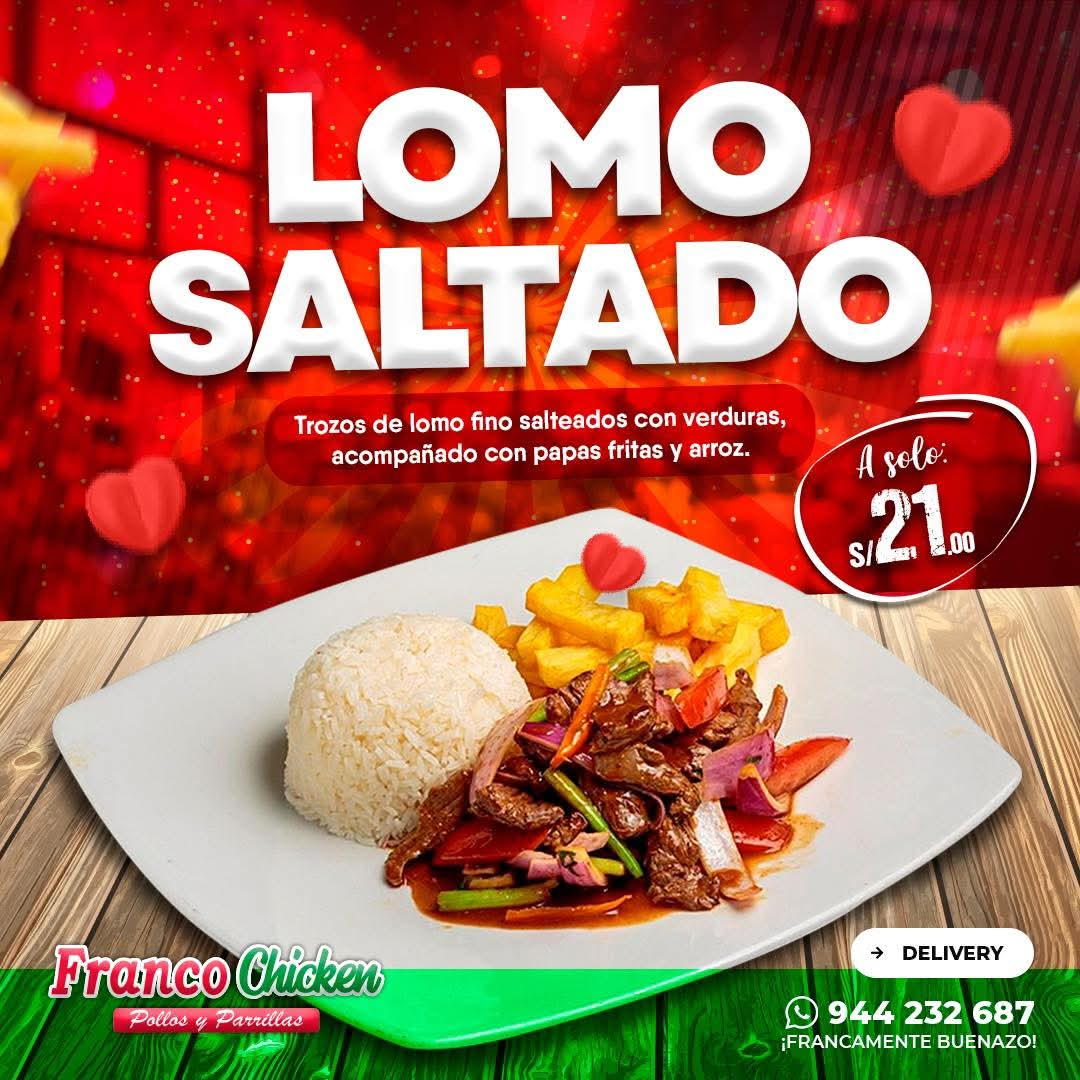 LOMO
SALTADO
Trozos de lomo fino salteados con verduras,
acompañado con papas fritas y arroz.
A solo:
S/21.00
Franco Chicken
Pollos y Parrillas
→ DELIVERY
944 232 687
¡FRANCAMENTE BUENAZO!